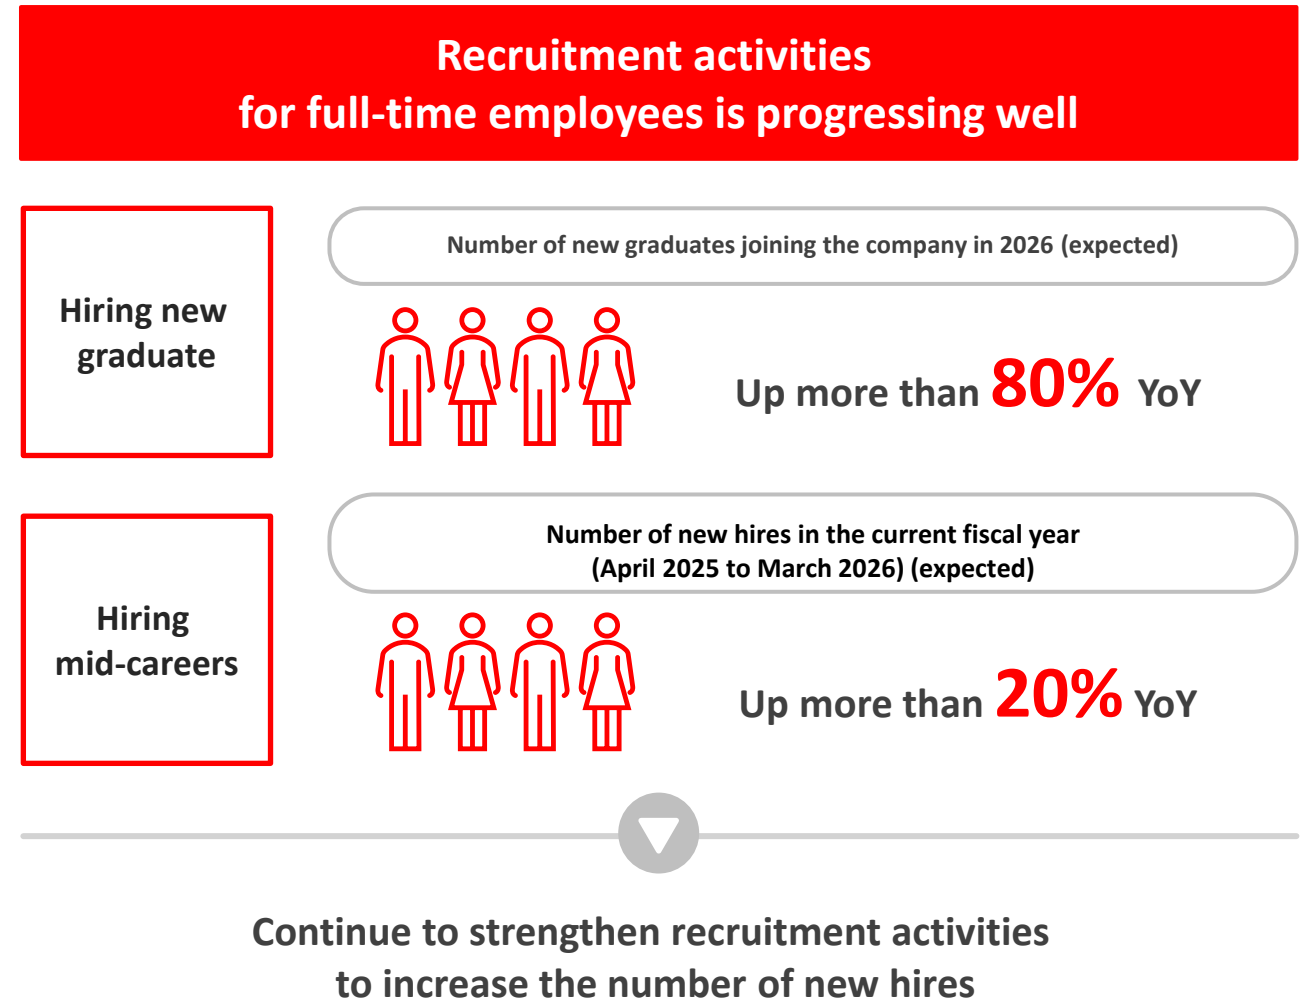 Recruitment activities
for full-time employees is progressing well
Hiring new
graduate
Number of new graduates joining the company in 2026 (expected)
Up more than 80% YoY
Hiring
mid-careers
Number of new hires in the current fiscal year
(April 2025 to March 2026) (expected)
Up more than 20% YoY
Continue to strengthen recruitment activities
to increase the number of new hires